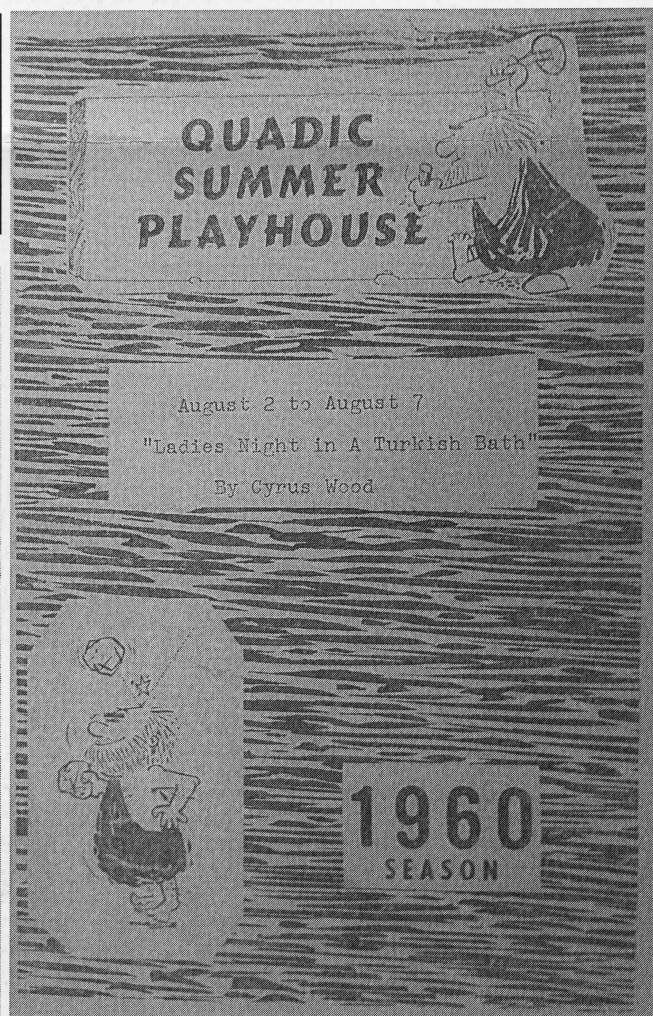 QUADIC
SUMMER
PLAYHOUSE
August 2 to August 7
"Ladies Night in A Turkish Bath"
By Cyrus Wood
1960
SEASON